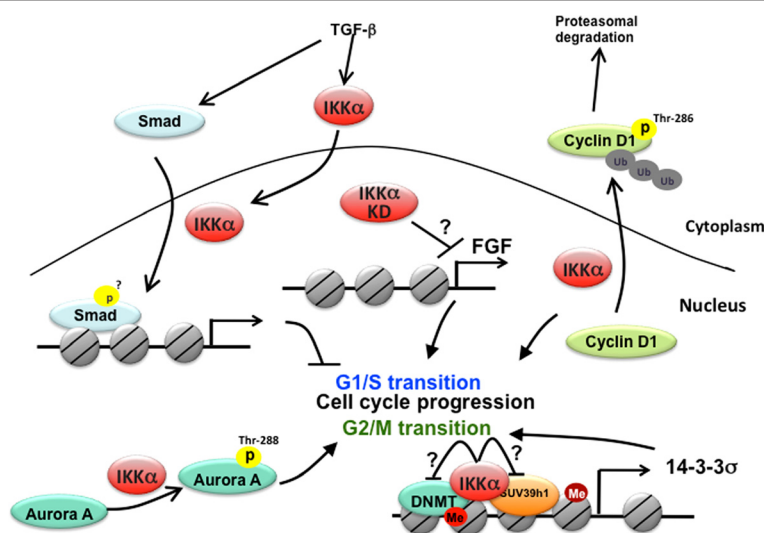 TGF-β
Proteasomal
degradation
Smad
IKKα
Cyclin D1
p
Thr-286
Ub
Ub
Ub
IKKα
IKKα
KD
?
FGF
Cytoplasm
IKKα
Nucleus
p
?
Smad
Cyclin D1
G1/S transition
Cell cycle progression
G2/M transition
Thr-288
p
IKKα
Aurora A
Aurora A
?
?
IKKα
DNMT
SUV39h1
Me
Me
14-3-3σ